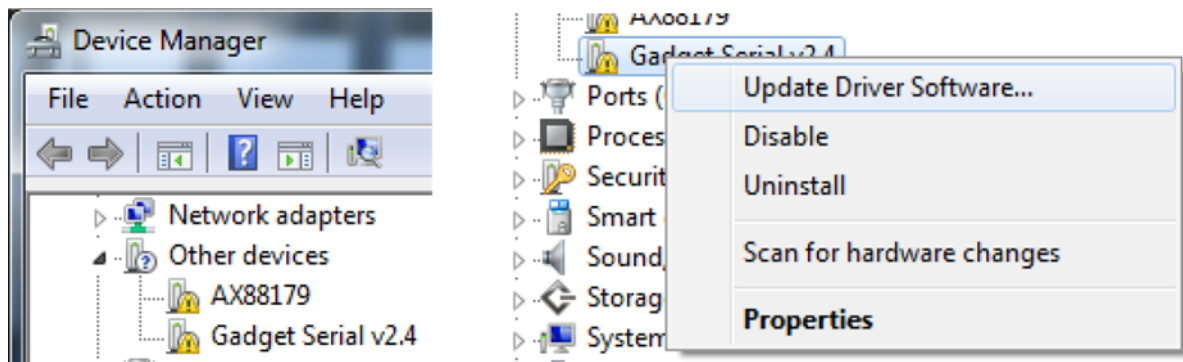 Device Manager
File Action View Help
Network adapters
Other devices
AX88179
Gadget Serial v2.4
AX88179
Gadget Serial v2.4
Update Driver Software...
Ports (
Disable
Proces
Uninstall
Securit
Smart
Scan for hardware changes
Sound,
Storag
Properties
System